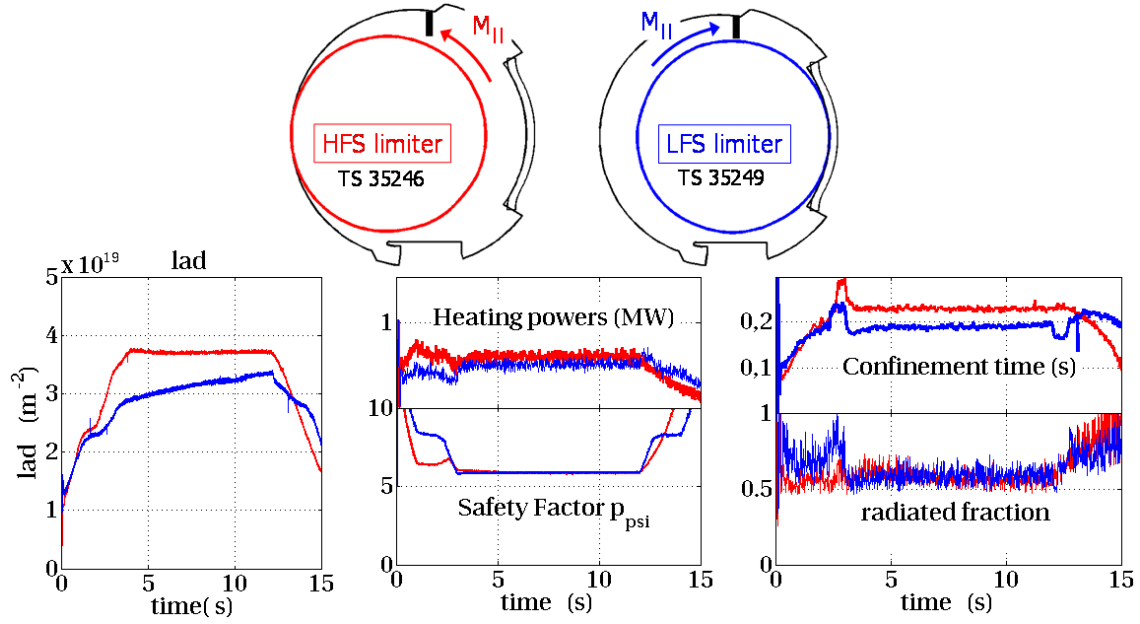 M||
M||
HFS limiter
LFS limiter
TS 35246
TS 35249
5 x 10^19
lad
4
3
2
1
0
0
5
10
15
lad (m^-2)
time( s)
1
Heating powers (MW)
10
5
0
Safety Factor p_psi
0
5
10
15
time (s)
0,2
0,1
Confinement time (s)
1
0.5
0
radiated fraction
0
5
10
15
time (s)